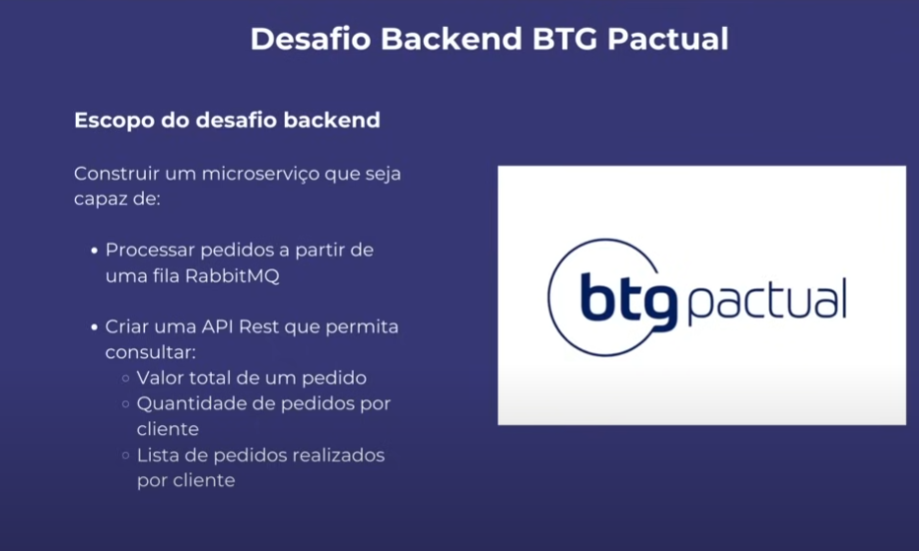 Desafio Backend BTG Pactual
Escopo do desafio backend
Construir um microserviço que seja
capaz de:
• Processar pedidos a partir de
uma fila RabbitMQ
• Criar uma API Rest que permita
consultar:
◦ Valor total de um pedido
◦ Quantidade de pedidos por
cliente
◦ Lista de pedidos realizados
por cliente
btg pactual